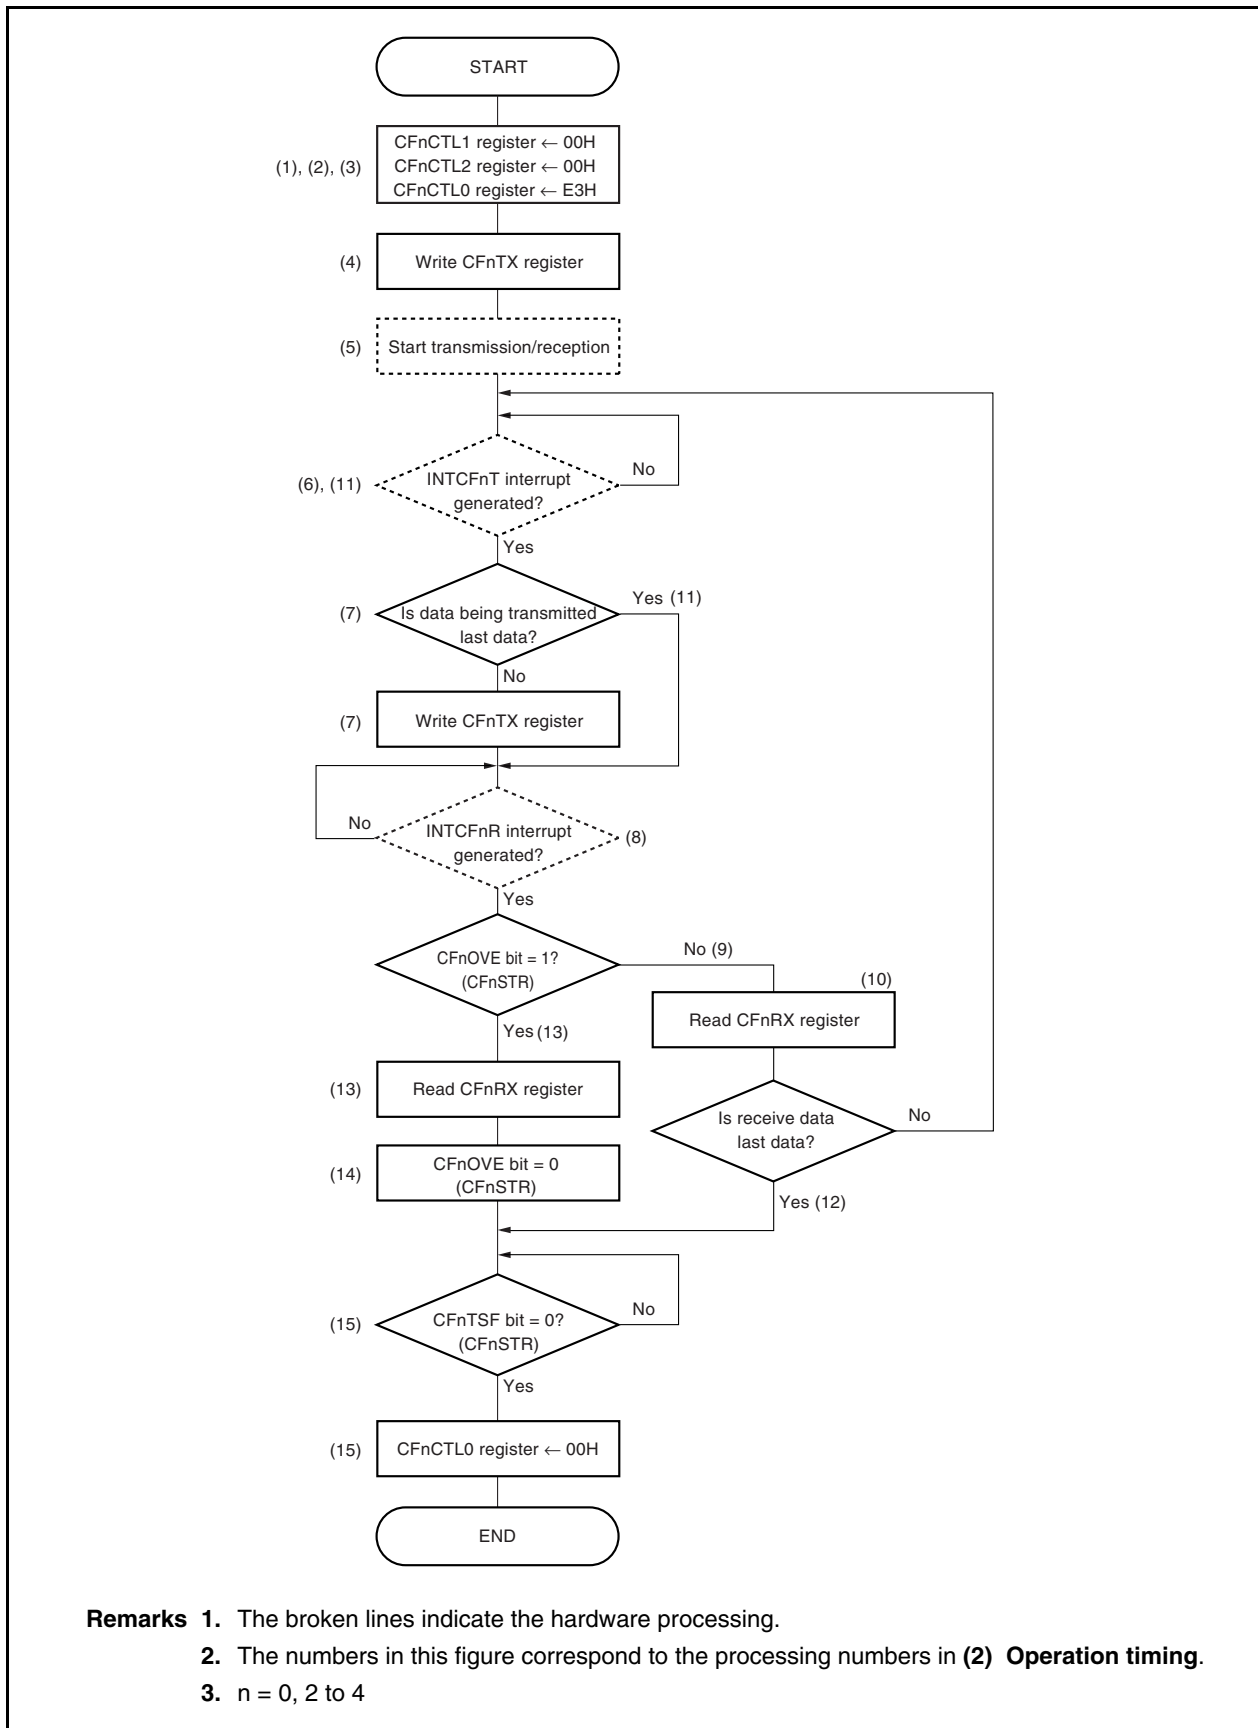 START
CFnCTL1 register ← 00H
(1), (2), (3) CFnCTL2 register ← 00H
CFnCTL0 register ← E3H
(4) Write CFnTX register
(5) Start transmission/reception
(6), (11) INTCFnT interrupt No
generated?
Yes
(7) Is data being transmitted Yes (11)
last data?
No
(7) Write CFnTX register
No INTCFnR interrupt (8)
generated?
Yes
CFnOVE bit = 1? No (9)
(CFnSTR)
(10)
Read CFnRX register
Yes (13)
(13) Read CFnRX register
Is receive data No
last data?
(14) CFnOVE bit = 0
(CFnSTR)
Yes (12)
(15) CFnTSF bit = 0? No
(CFnSTR)
Yes
(15) CFnCTL0 register ← 00H
END
Remarks 1. The broken lines indicate the hardware processing.
2. The numbers in this figure correspond to the processing numbers in (2) Operation timing.
3. n = 0, 2 to 4